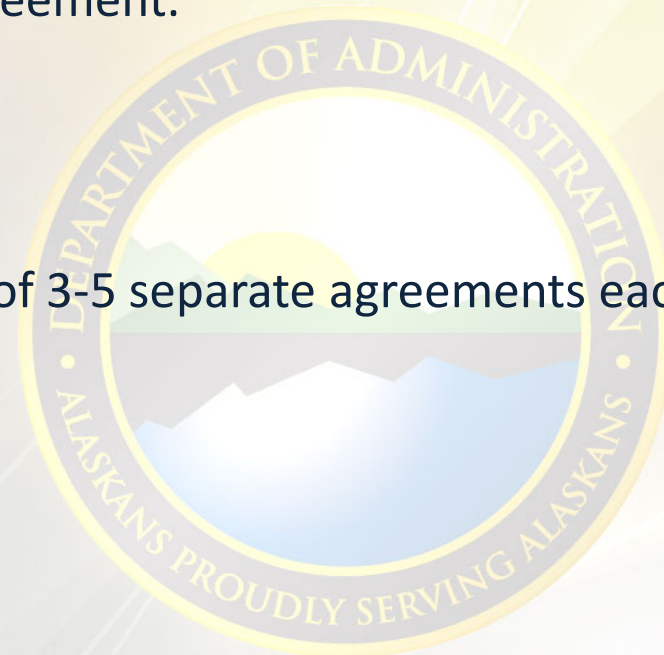 eement.
DEPARTMENT OF ADMINISTRATION
of 3-5 separate agreements eac
• ALASKANS PROUDLY SERVING ALASKANS •